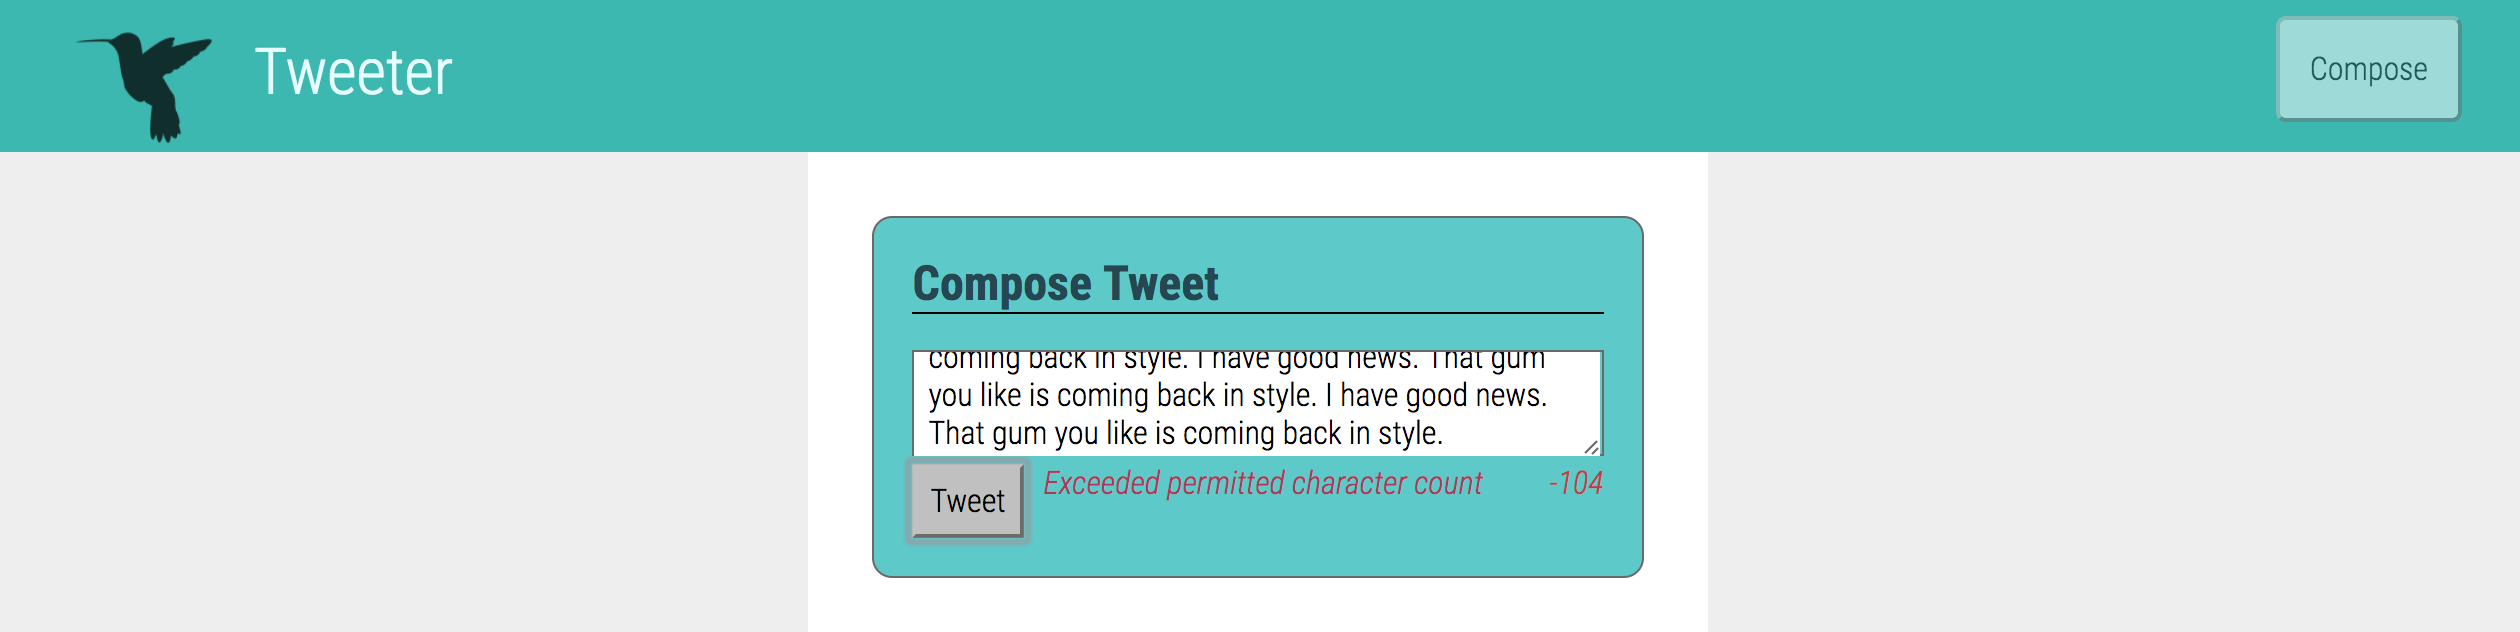 Tweeter
Compose
Compose Tweet
coming back in style. I have good news. That gum
you like is coming back in style. I have good news.
That gum you like is coming back in style.
Tweet
Exceeded permitted character count
-104